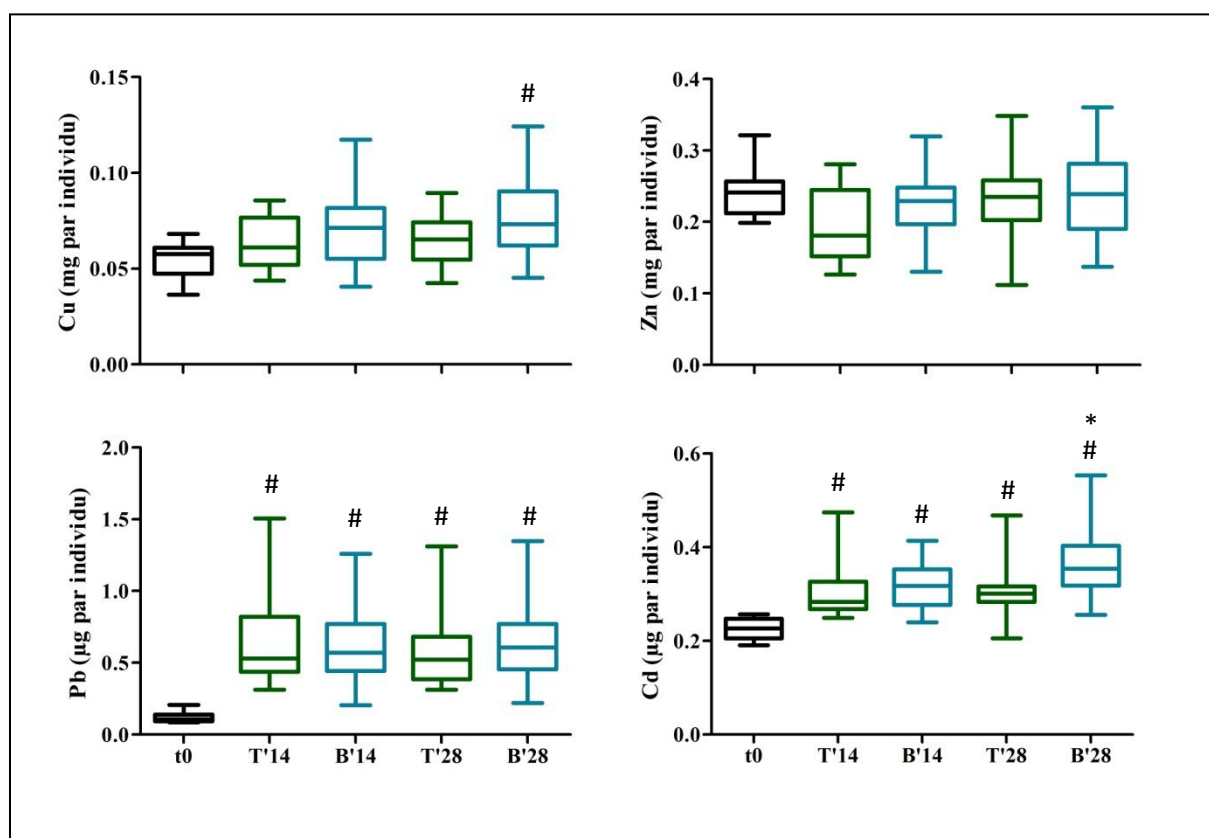 #
0.15
0.10
0.05
0.00
Cu (mg par individu)
0.4
0.3
0.2
0.1
0.0
Zn (mg par individu)
# # # #
2.0
1.5
1.0
0.5
0.0
Pb (µg par individu)
t0 T'14 B'14 T'28 B'28
*
# # # #
0.6
0.4
0.2
0.0
Cd (µg par individu)
t0 T'14 B'14 T'28 B'28